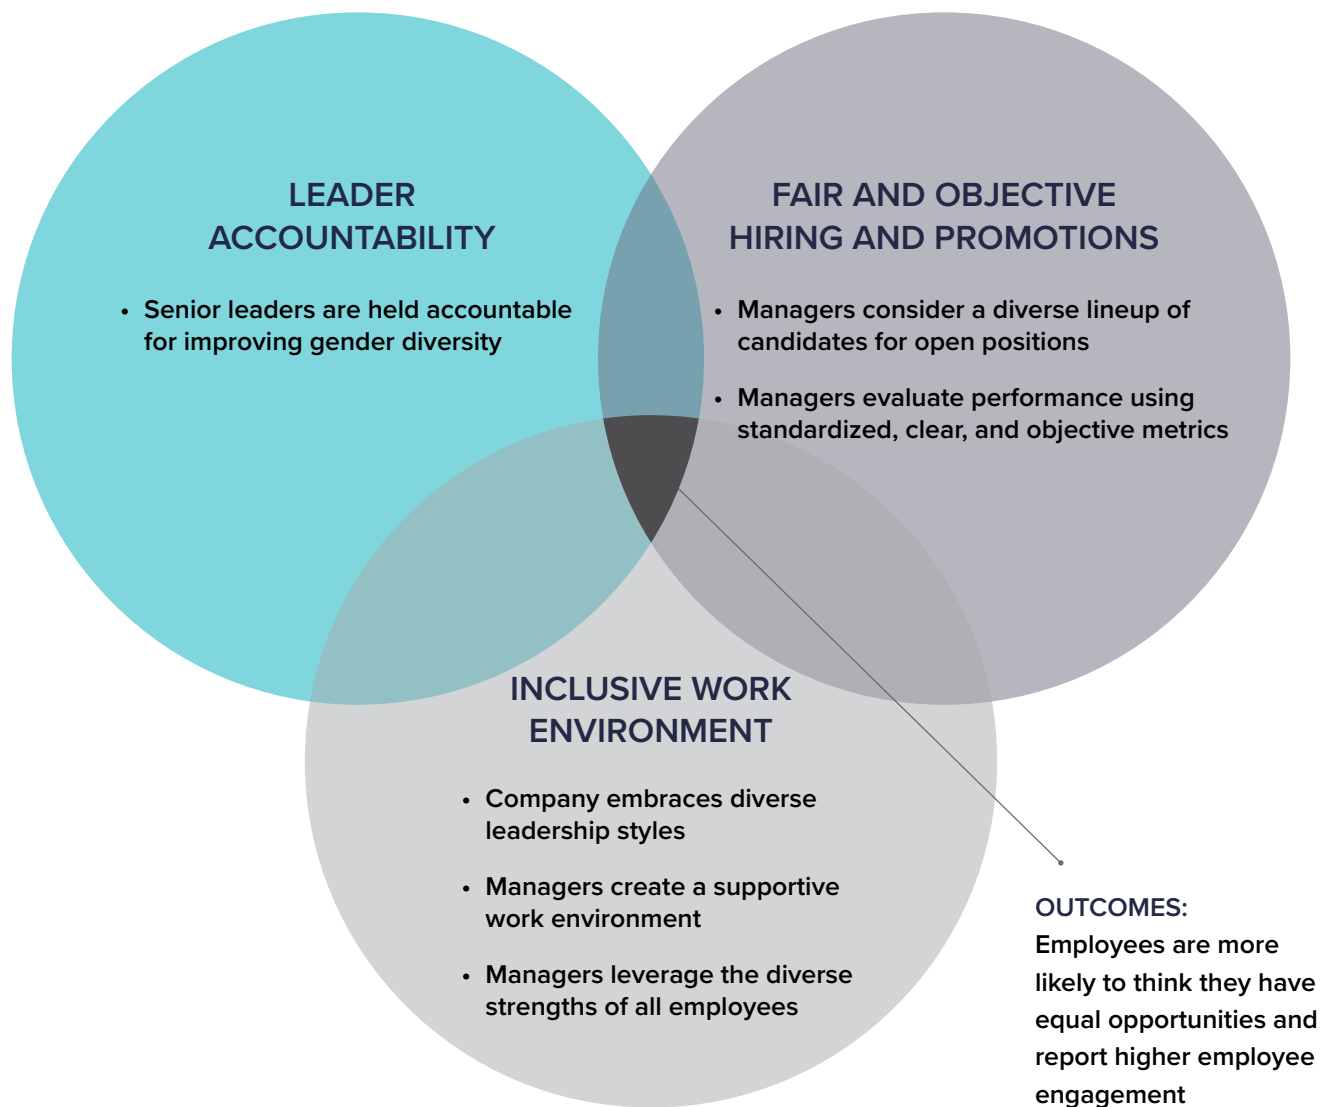 LEADER
ACCOUNTABILITY
• Senior leaders are held accountable
for improving gender diversity
FAIR AND OBJECTIVE
HIRING AND PROMOTIONS
• Managers consider a diverse lineup of
candidates for open positions
• Managers evaluate performance using
standardized, clear, and objective metrics
INCLUSIVE WORK
ENVIRONMENT
• Company embraces diverse
leadership styles
• Managers create a supportive
work environment
• Managers leverage the diverse
strengths of all employees
OUTCOMES:
Employees are more
likely to think they have
equal opportunities and
report higher employee
engagement